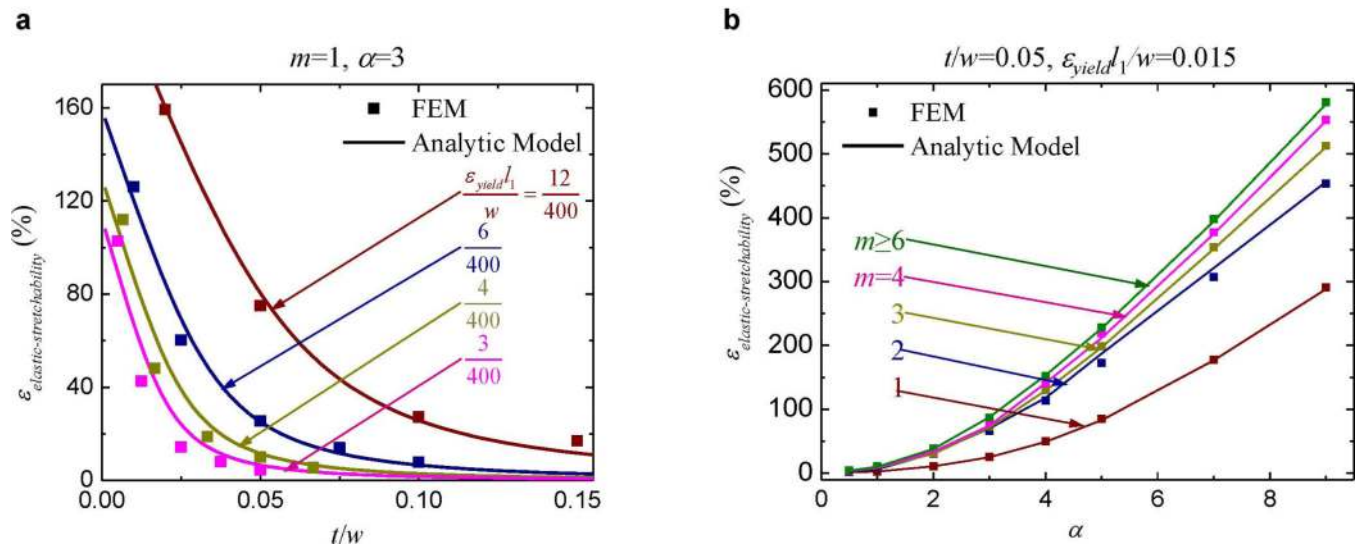 a
m=1, α=3
ε_elastic-stretchability (%)
160
120
80
40
0
0.00
0.05
0.10
0.15
t/w
FEM
Analytic Model
ε_yield l_1 / w = 12/400
6/400
4/400
3/400
b
t/w=0.05, ε_yield l_1/w=0.015
ε_elastic-stretchability (%)
600
500
400
300
200
100
0
0
2
4
6
8
α
FEM
Analytic Model
m≥6
m=4
3
2
1